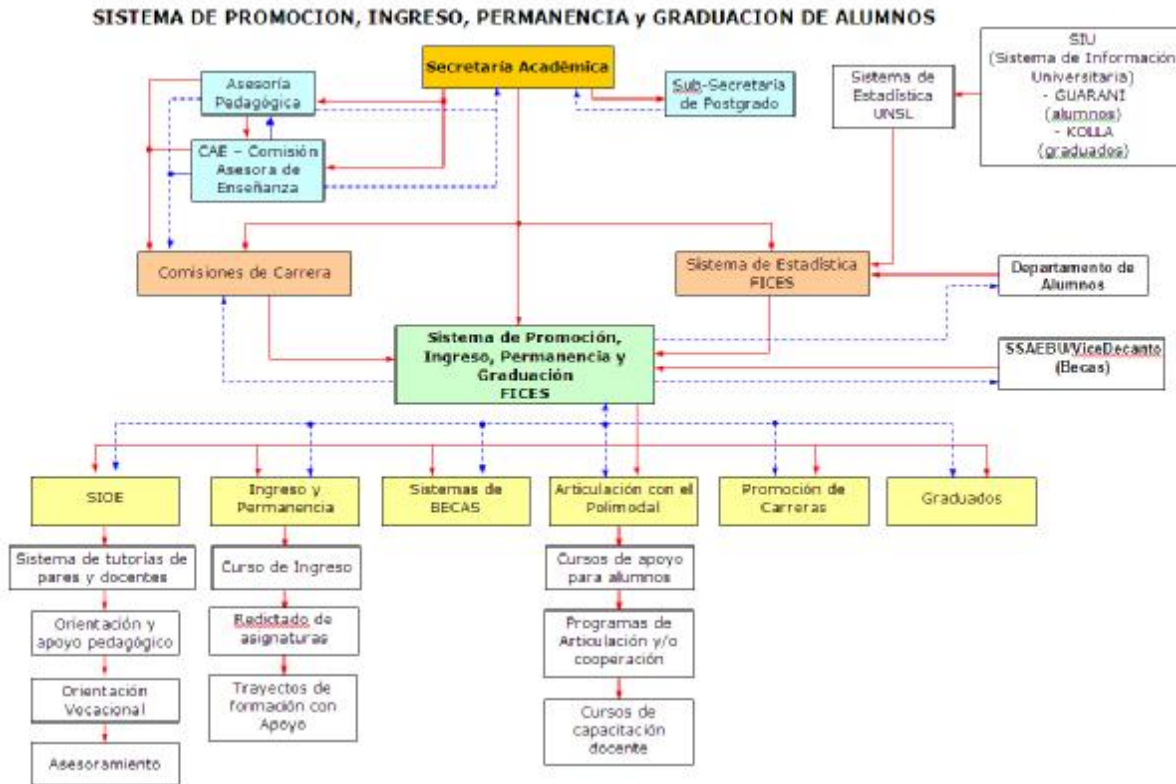 SISTEMA DE PROMOCION, INGRESO, PERMANENCIA y GRADUACION DE ALUMNOS
Secretaría Académica
Asesoría
Pedagógica
Sub-Secretaría
de Postgrado
Sistema de
Estadística
UNSL
SIU
(Sistema de Información
Universitaria)
- GUARANI
(alumnos)
- KOLLA
(graduados)
CAE – Comisión
Asesora de
Enseñanza
Comisiones de Carrera
Sistema de Estadística
FICES
Departamento de
Alumnos
Sistema de Promoción,
Ingreso, Permanencia y
Graduación
FICES
SSAEBU/ViceDecanto
(Becas)
SIOE
Ingreso y
Permanencia
Sistemas de
BECAS
Articulación con el
Polimodal
Promoción de
Carreras
Graduados
Sistema de tutorías de
pares y docentes
Curso de Ingreso
Cursos de apoyo
para alumnos
Orientación y
apoyo pedagógico
Redictado de
asignaturas
Programas de
Articulación y/o
cooperación
Orientación
Vocacional
Trayectos de
formación con
Apoyo
Cursos de
capacitación
docente
Asesoramiento